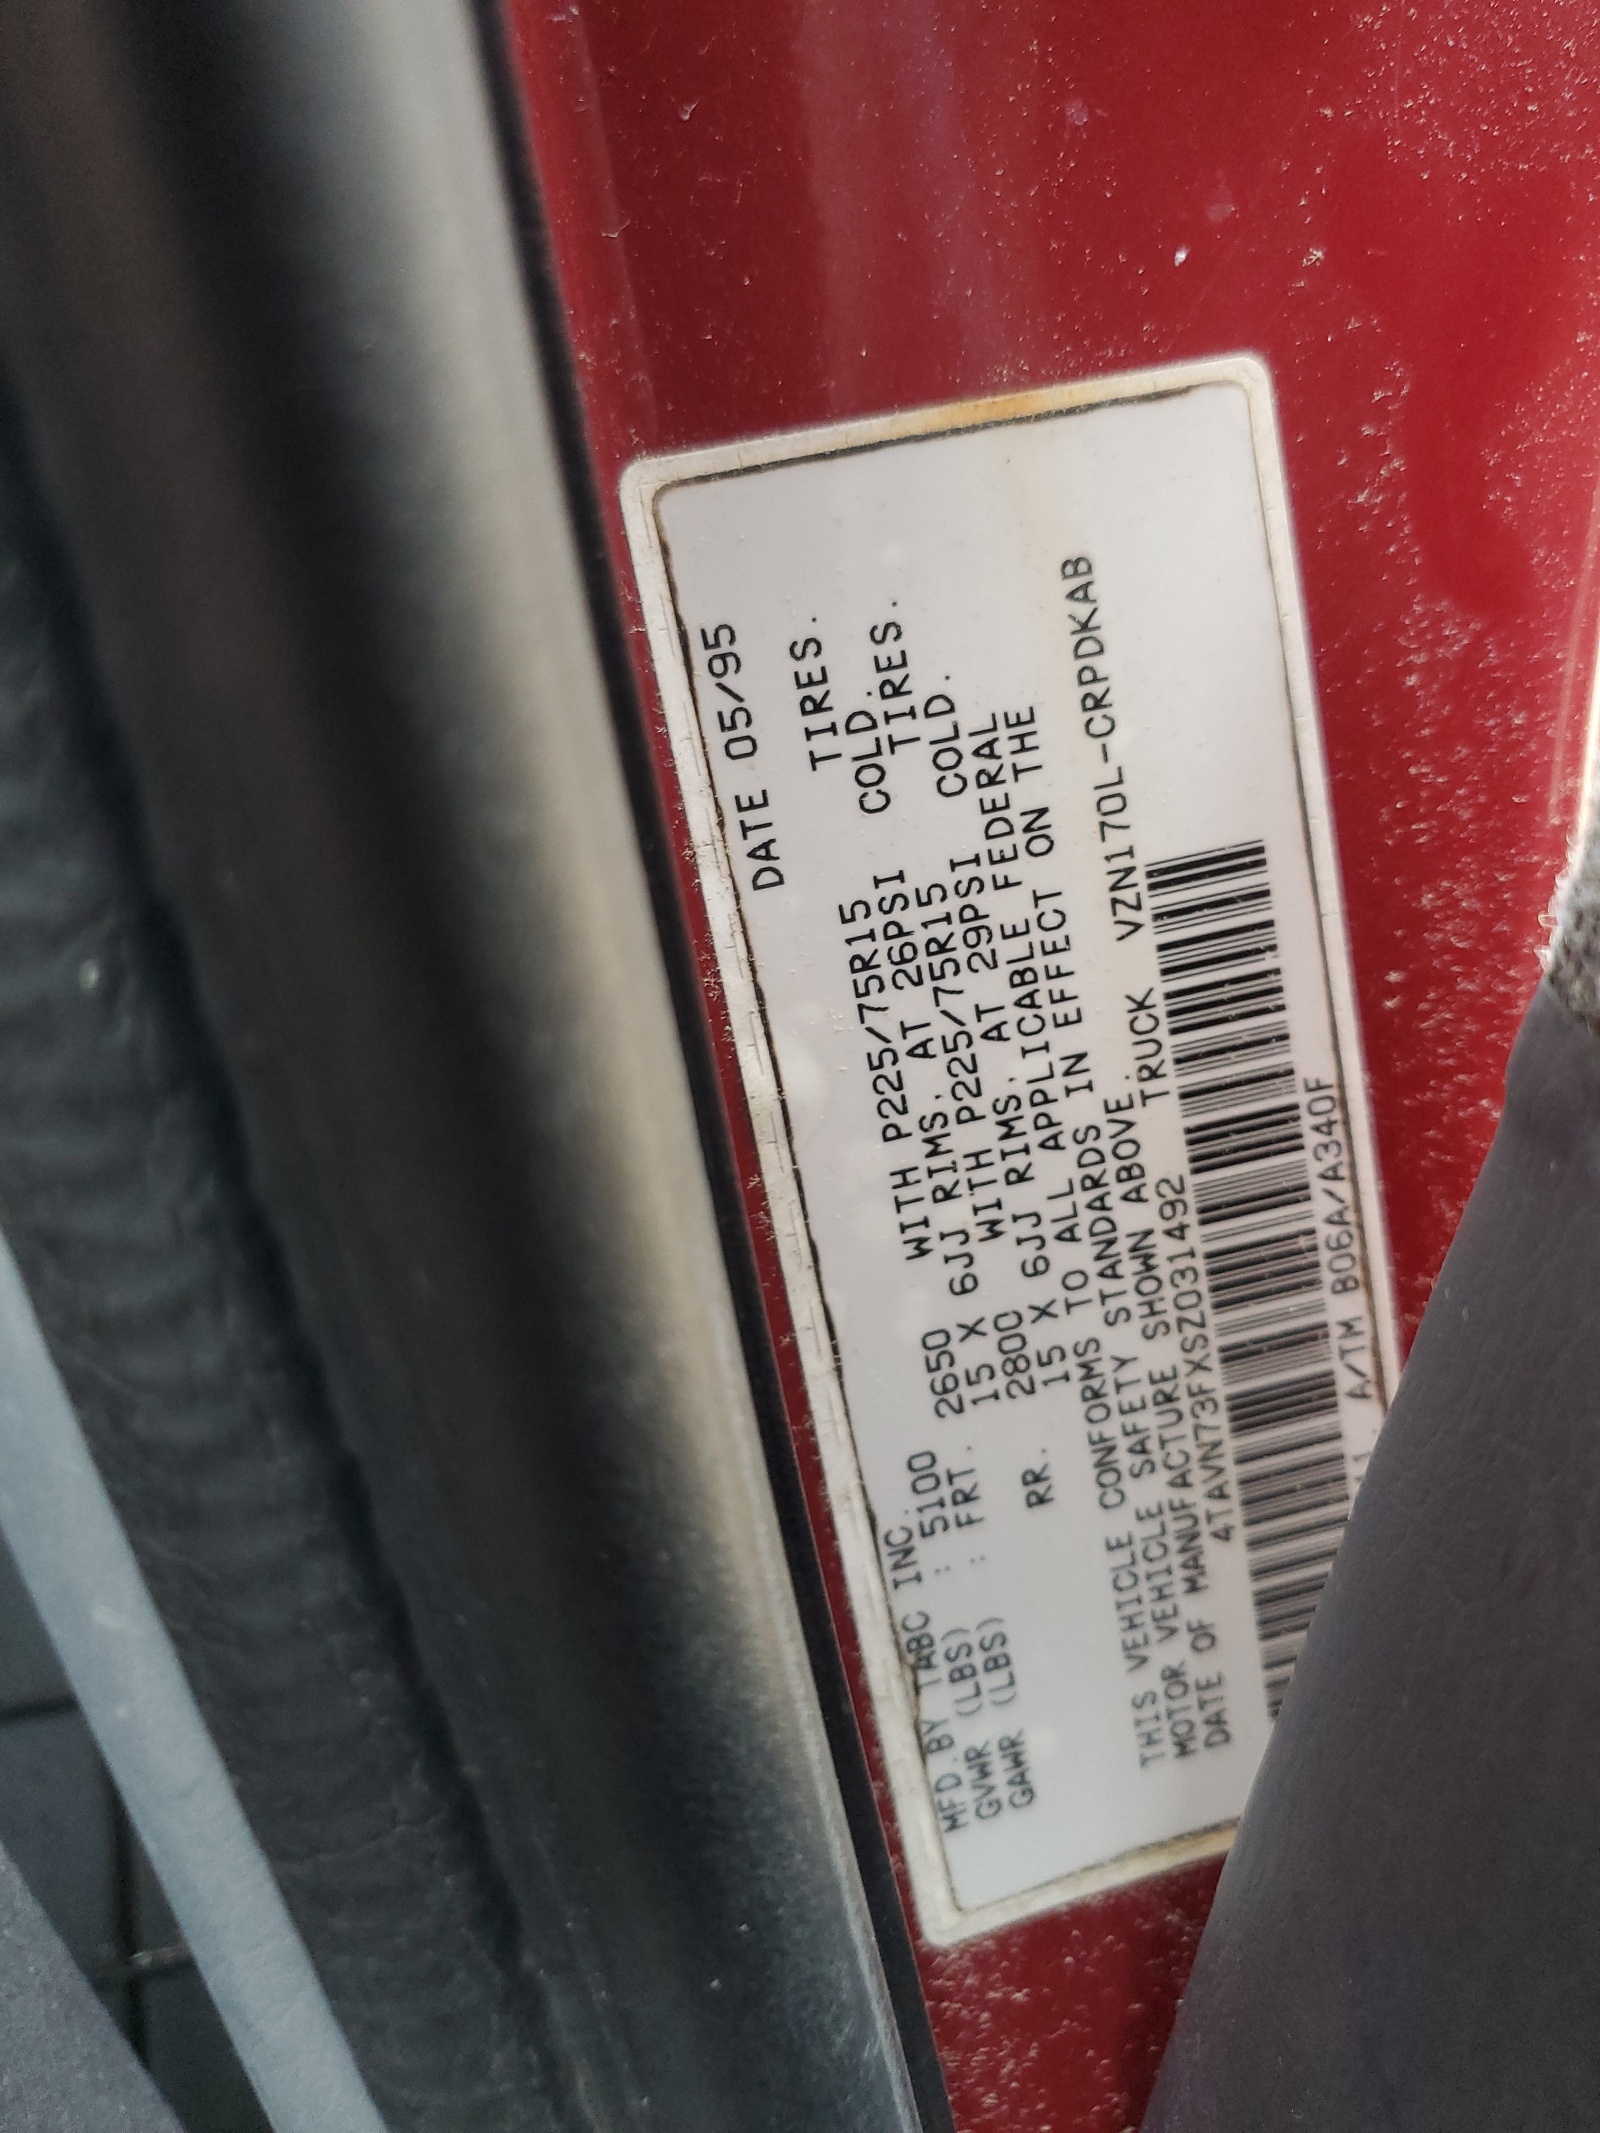 MFD.BY TABC INC. DATE 05/95
GVWR (LBS) : 5100
GAWR (LBS) : FRT. 2650 WITH P225/75R15 TIRES.
15 X 6JJ RIMS. AT 26PSI COLD.
RR. 2800 WITH P225/75R15 TIRES.
15 X 6JJ RIMS. AT 29PSI COLD.
THIS VEHICLE CONFORMS TO ALL APPLICABLE FEDERAL
MOTOR VEHICLE SAFETY STANDARDS IN EFFECT ON THE
DATE OF MANUFACTURE SHOWN ABOVE.
4TAVN73FXSZ031492 TRUCK VZN170L-CRPDKAB
A/TM B06A/A340F